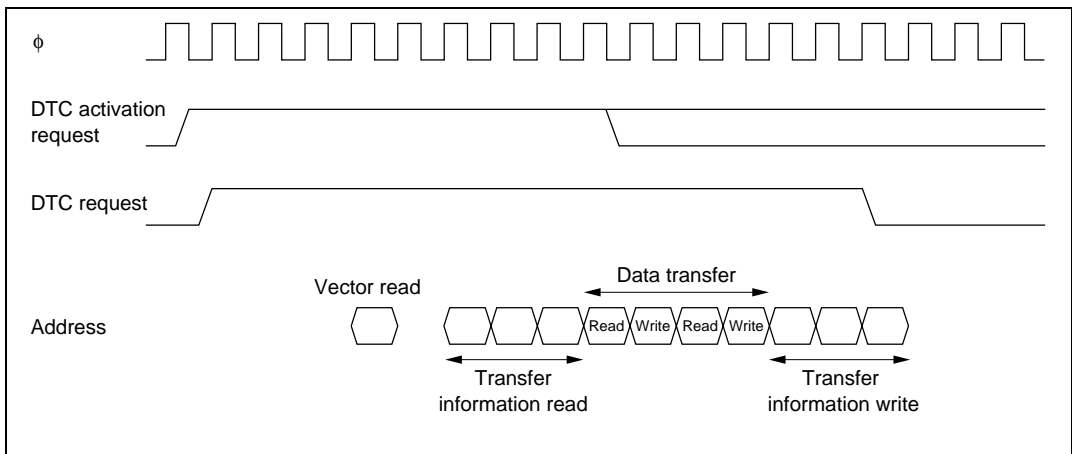 ϕ
DTC activation
request
DTC request
Data transfer
Vector read
Address
Read Write Read Write
Transfer
information read
Transfer
information write